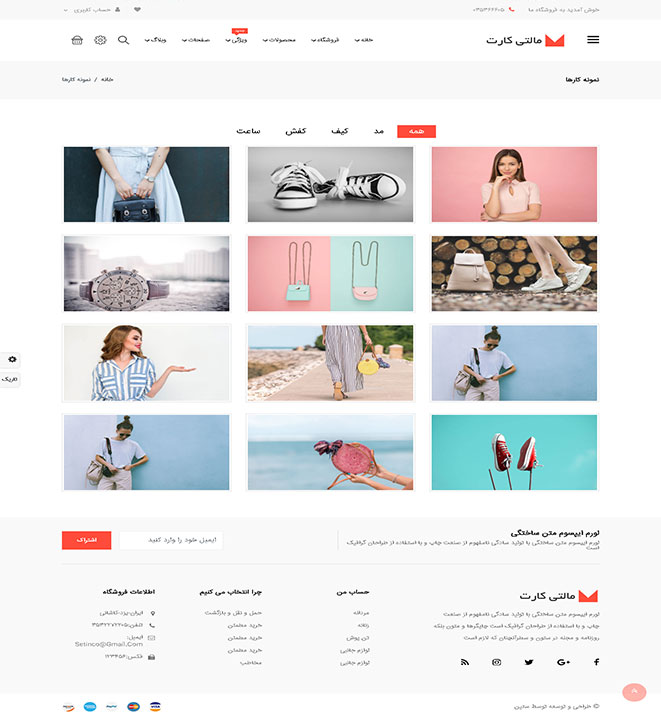 خوش آمدید به فروشگاه ما
۰۳۵۳۲۲۲۰۵
حساب کاربری
مالتی کارت
خانه
فروشگاه
محصولات
ویژگی
صفحات
وبلاگ
نمونه کارها
خانه / نمونه کارها
همه
مد
کیف
کفش
ساعت
تاریک
لورم ایپسوم متن ساختگی
لورم ایپسوم متن ساختگی با تولید سادگی نامفهوم از صنعت چاپ و با استفاده از طراحان گرافیک
است
ایمیل خود را وارد کنید
اشتراک
مالتی کارت
لورم ایپسوم متن ساختگی با تولید سادگی نامفهوم از صنعت
چاپ و با استفاده از طراحان گرافیک است چاپگرها و متون بلکه
روزنامه و مجله در ستون و سطرآنچنان که لازم است
حساب من
مردانه
زنانه
تن پوش
لوازم جانبی
لوازم جانبی
چرا انتخاب می کنیم
حمل و نقل و بازگشت
خرید مطمئن
خرید مطمئن
خرید مطمئن
مخاطب
اطلاعات فروشگاه
ایران-یزد-کاشانی
تلفن:۳۵۳۲۲۷۲۲۰۵
ایمیل:
Setinco@Gmail.Com
فکس:۱۲۳۴۵۶
© طراحی و توسعه توسط ستین.